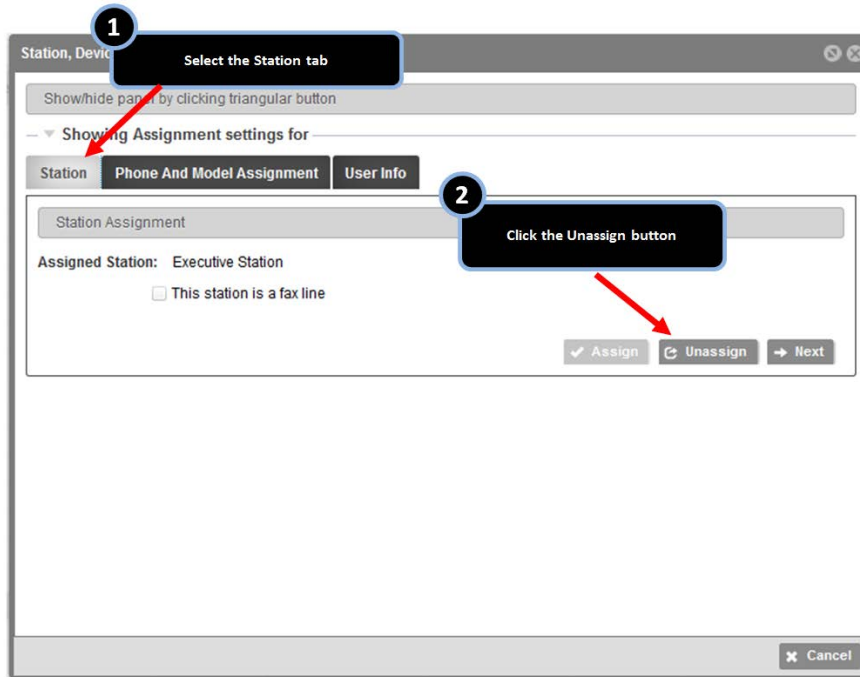 1
Select the Station tab
Station, Devic
Show/hide panel by clicking triangular button
Showing Assignment settings for
Station Phone And Model Assignment User Info
2
Click the Unassign button
Station Assignment
Assigned Station: Executive Station
This station is a fax line
Assign Unassign Next
Cancel